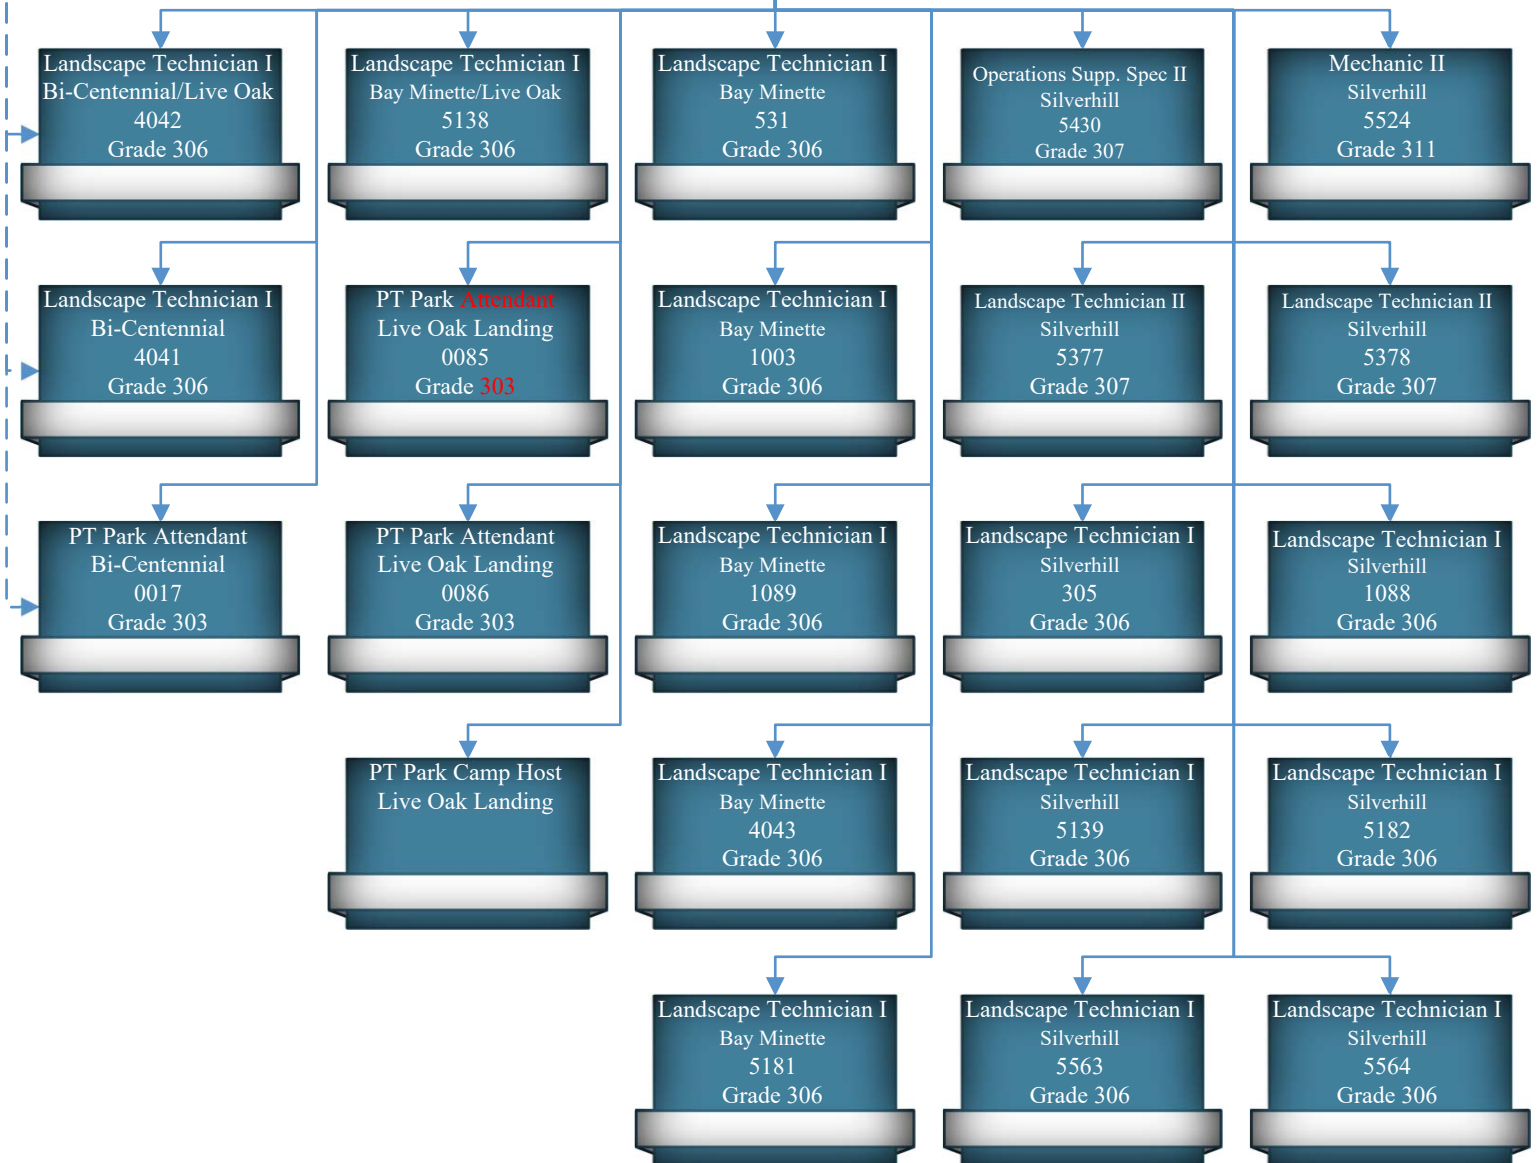 Landscape Technician I
Bi-Centennial/Live Oak
4042
Grade 306
Landscape Technician I
Bay Minette/Live Oak
5138
Grade 306
Landscape Technician I
Bay Minette
531
Grade 306
Operations Supp. Spec II
Silverhill
5430
Grade 307
Mechanic II
Silverhill
5524
Grade 311
Landscape Technician I
Bi-Centennial
4041
Grade 306
PT Park Attendant
Live Oak Landing
0085
Grade 303
Landscape Technician I
Bay Minette
1003
Grade 306
Landscape Technician II
Silverhill
5377
Grade 307
Landscape Technician II
Silverhill
5378
Grade 307
PT Park Attendant
Bi-Centennial
0017
Grade 303
PT Park Attendant
Live Oak Landing
0086
Grade 303
Landscape Technician I
Bay Minette
1089
Grade 306
Landscape Technician I
Silverhill
305
Grade 306
Landscape Technician I
Silverhill
1088
Grade 306
PT Park Camp Host
Live Oak Landing
Landscape Technician I
Bay Minette
4043
Grade 306
Landscape Technician I
Silverhill
5139
Grade 306
Landscape Technician I
Silverhill
5182
Grade 306
Landscape Technician I
Bay Minette
5181
Grade 306
Landscape Technician I
Silverhill
5563
Grade 306
Landscape Technician I
Silverhill
5564
Grade 306